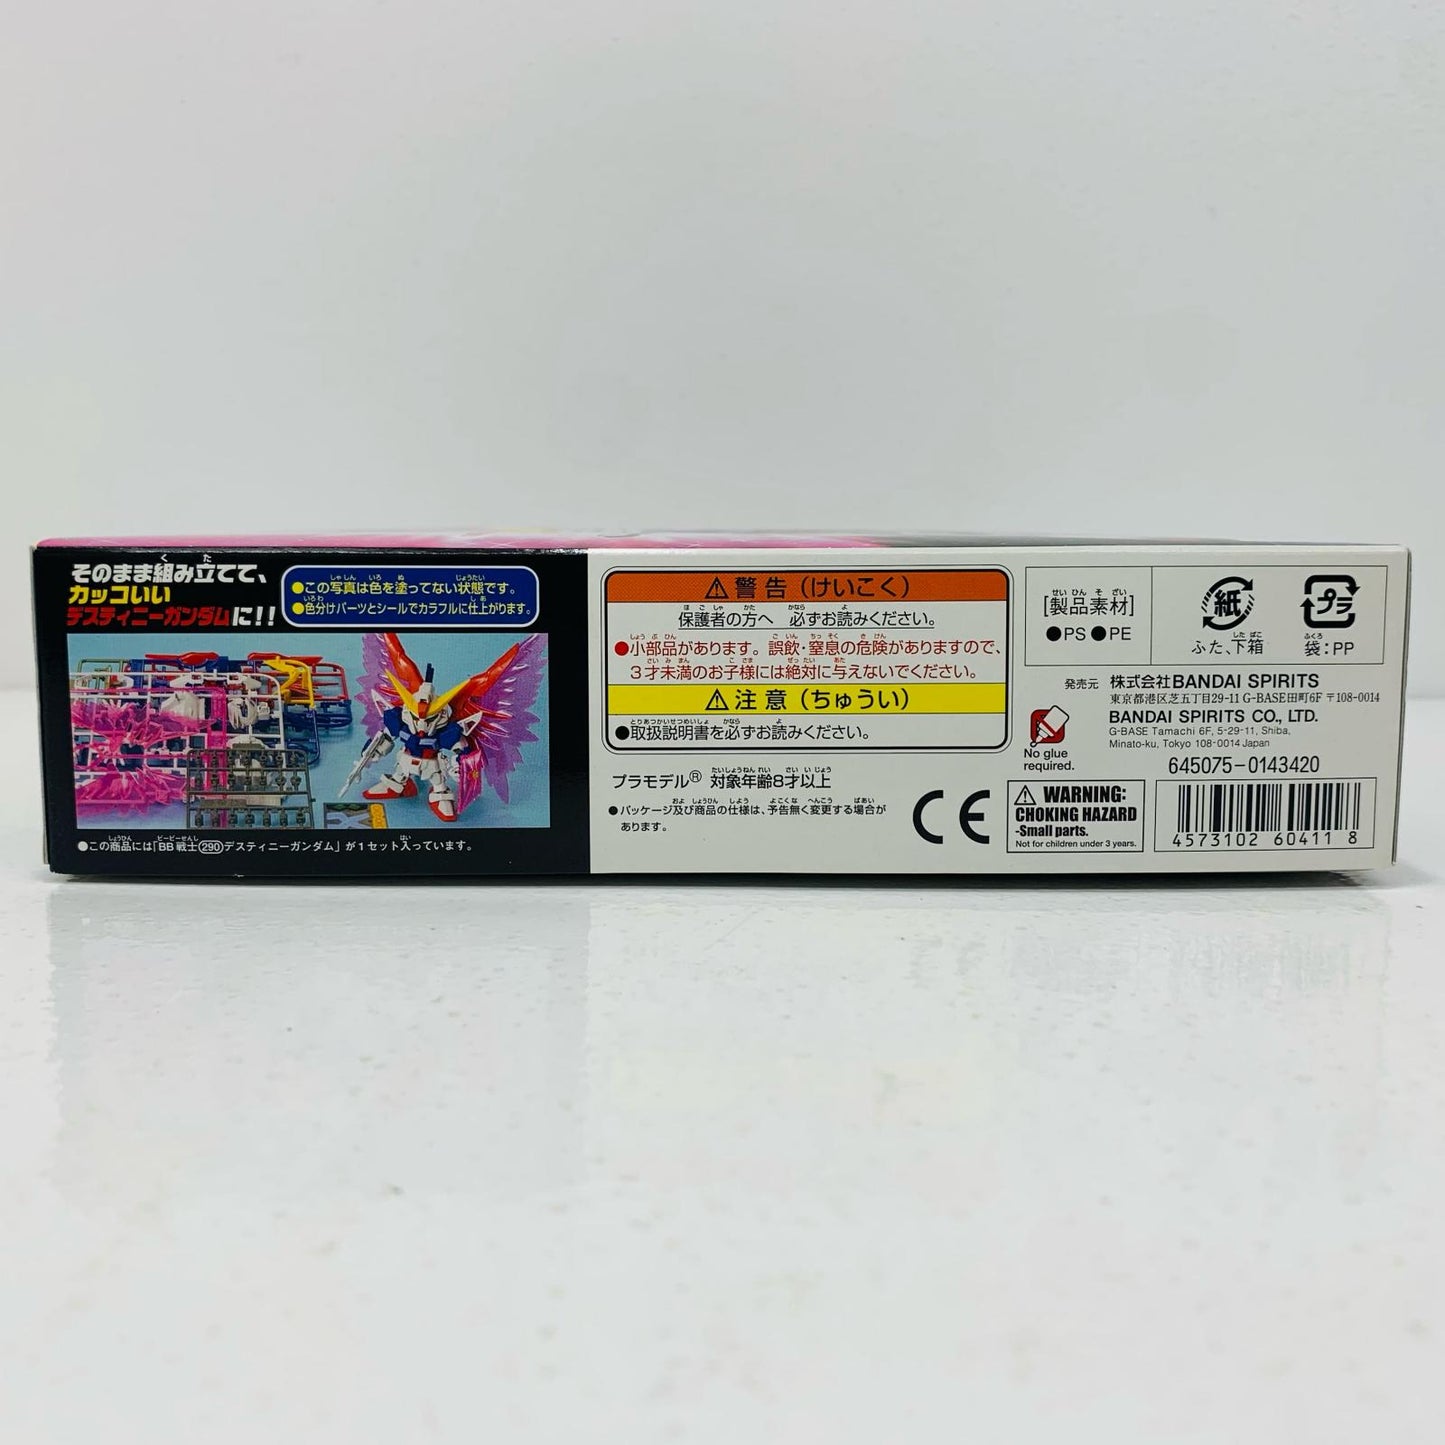 そのまま組み立てて、
カッコいい
デスティニーガンダムに!!
●この写真は色を塗ってない状態です。
●色分けパーツとシールでカラフルに仕上がります。
●この商品には「BB戦士290デスティニーガンダム」が1セット入っています。
⚠警告(けいこく)
保護者の方へ 必ずお読みください。
●小部品があります。誤飲・窒息の危険がありますので、
3才未満のお子様には絶対に与えないでください。
⚠注意(ちゅうい)
●取扱説明書を必ずお読みください。
プラモデル® 対象年齢8才以上
●パッケージ及び商品の仕様は、予告無く変更する場合が
あります。
CE
[製品素材]
●PS ●PE
紙
ふた、下箱
プラ
袋:PP
発売元 株式会社BANDAI SPIRITS
東京都港区芝五丁目29-11 G-BASE田町6F 〒108-0014
BANDAI SPIRITS CO., LTD.
G-BASE Tamachi 6F, 5-29-11, Shiba,
Minato-ku, Tokyo 108-0014 Japan
No glue
required.
645075-0143420
⚠WARNING:
CHOKING HAZARD
-Small parts.
Not for children under 3 years.
4573102 60411 8